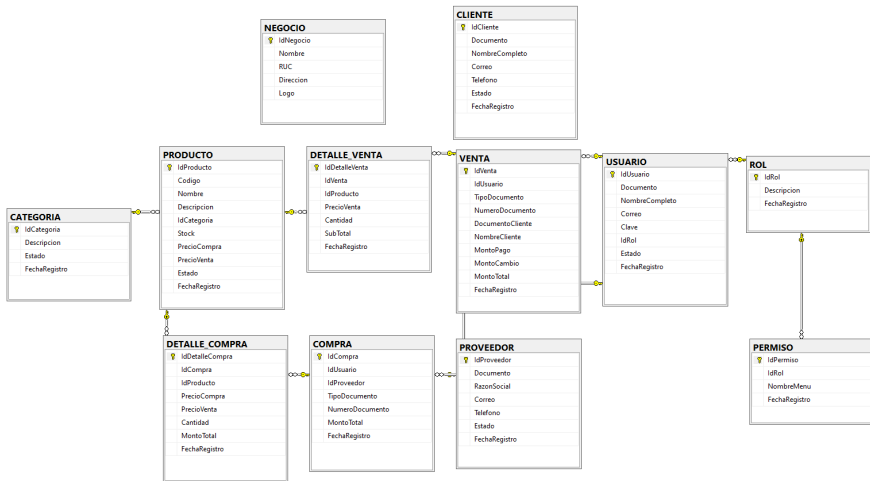 NEGOCIO
IdNegocio
Nombre
RUC
Direccion
Logo
CLIENTE
IdCliente
Documento
NombreCompleto
Correo
Telefono
Estado
FechaRegistro
CATEGORIA
IdCategoria
Descripcion
Estado
FechaRegistro
PRODUCTO
IdProducto
Codigo
Nombre
Descripcion
IdCategoria
Stock
PrecioCompra
PrecioVenta
Estado
FechaRegistro
DETALLE_VENTA
IdDetalleVenta
IdVenta
IdProducto
PrecioVenta
Cantidad
SubTotal
FechaRegistro
VENTA
IdVenta
IdUsuario
TipoDocumento
NumeroDocumento
DocumentoCliente
NombreCliente
MontoPago
MontoCambio
MontoTotal
FechaRegistro
USUARIO
IdUsuario
Documento
NombreCompleto
Correo
Clave
IdRol
Estado
FechaRegistro
ROL
IdRol
Descripcion
FechaRegistro
DETALLE_COMPRA
IdDetalleCompra
IdCompra
IdProducto
PrecioCompra
PrecioVenta
Cantidad
MontoTotal
FechaRegistro
COMPRA
IdCompra
IdUsuario
IdProveedor
TipoDocumento
NumeroDocumento
MontoTotal
FechaRegistro
PROVEEDOR
IdProveedor
Documento
RazonSocial
Correo
Telefono
Estado
FechaRegistro
PERMISO
IdPermiso
IdRol
NombreMenu
FechaRegistro